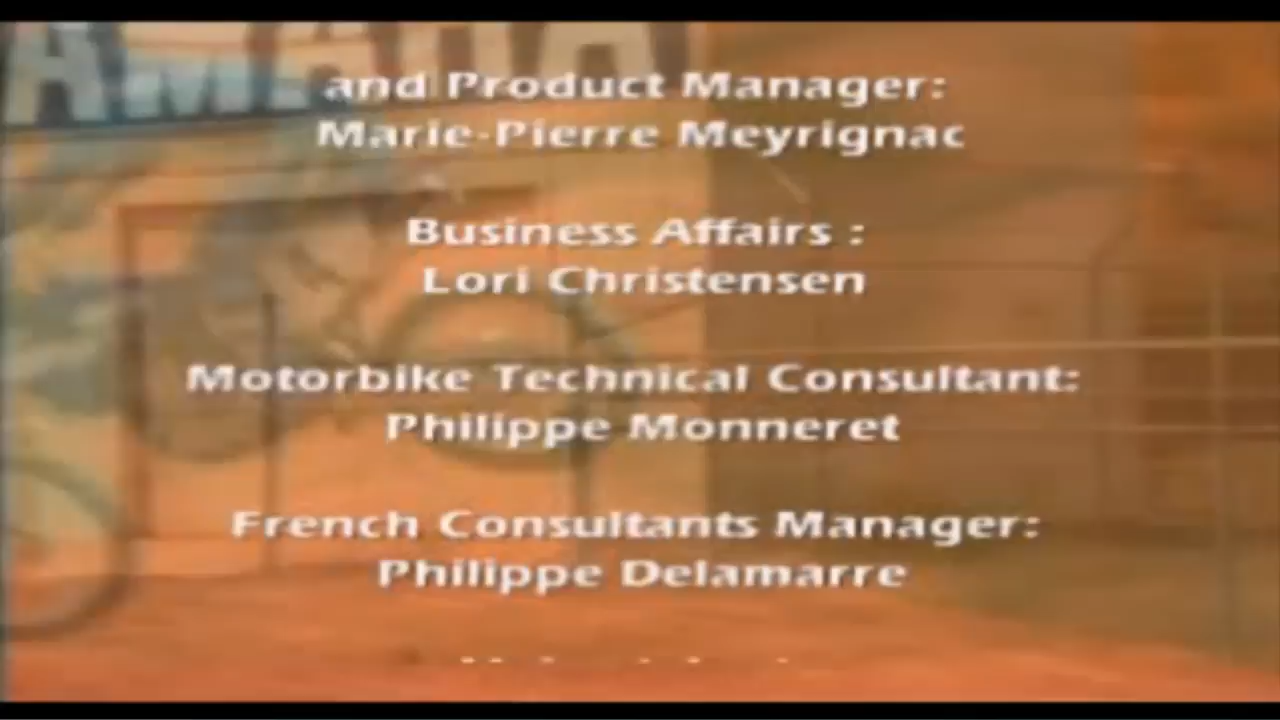 and Product Manager:
Marie-Pierre Meyrignac
Business Affairs :
Lori Christensen
Motorbike Technical Consultant:
Philippe Monneret
French Consultants Manager:
Philippe Delamarre